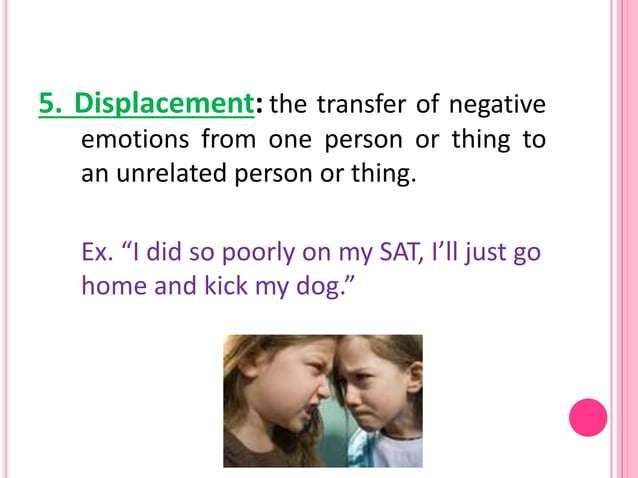 5. Displacement: the transfer of negative
emotions from one person or thing to
an unrelated person or thing.
Ex. “I did so poorly on my SAT, I’ll just go
home and kick my dog.”